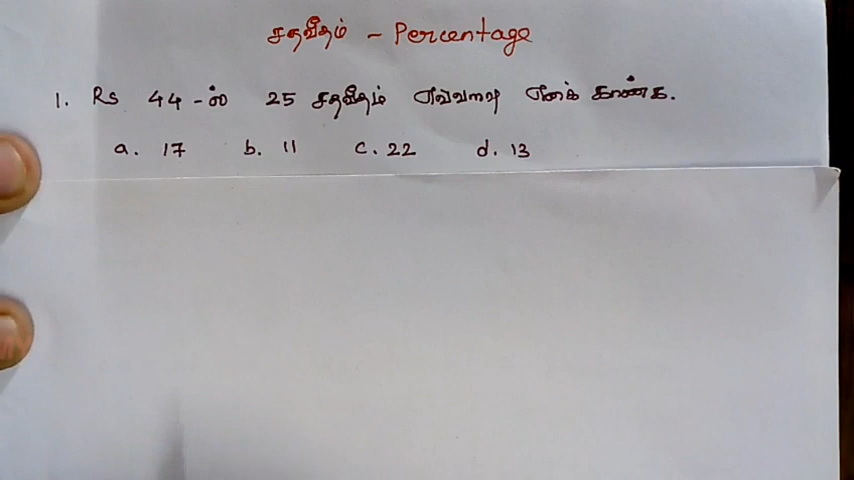 சதவீதம் - Percentage
1. Rs 44-ல் 25 சதவீதம் எவ்வளவு எனக் காண்க.
a. 17 b. 11 c. 22 d. 13